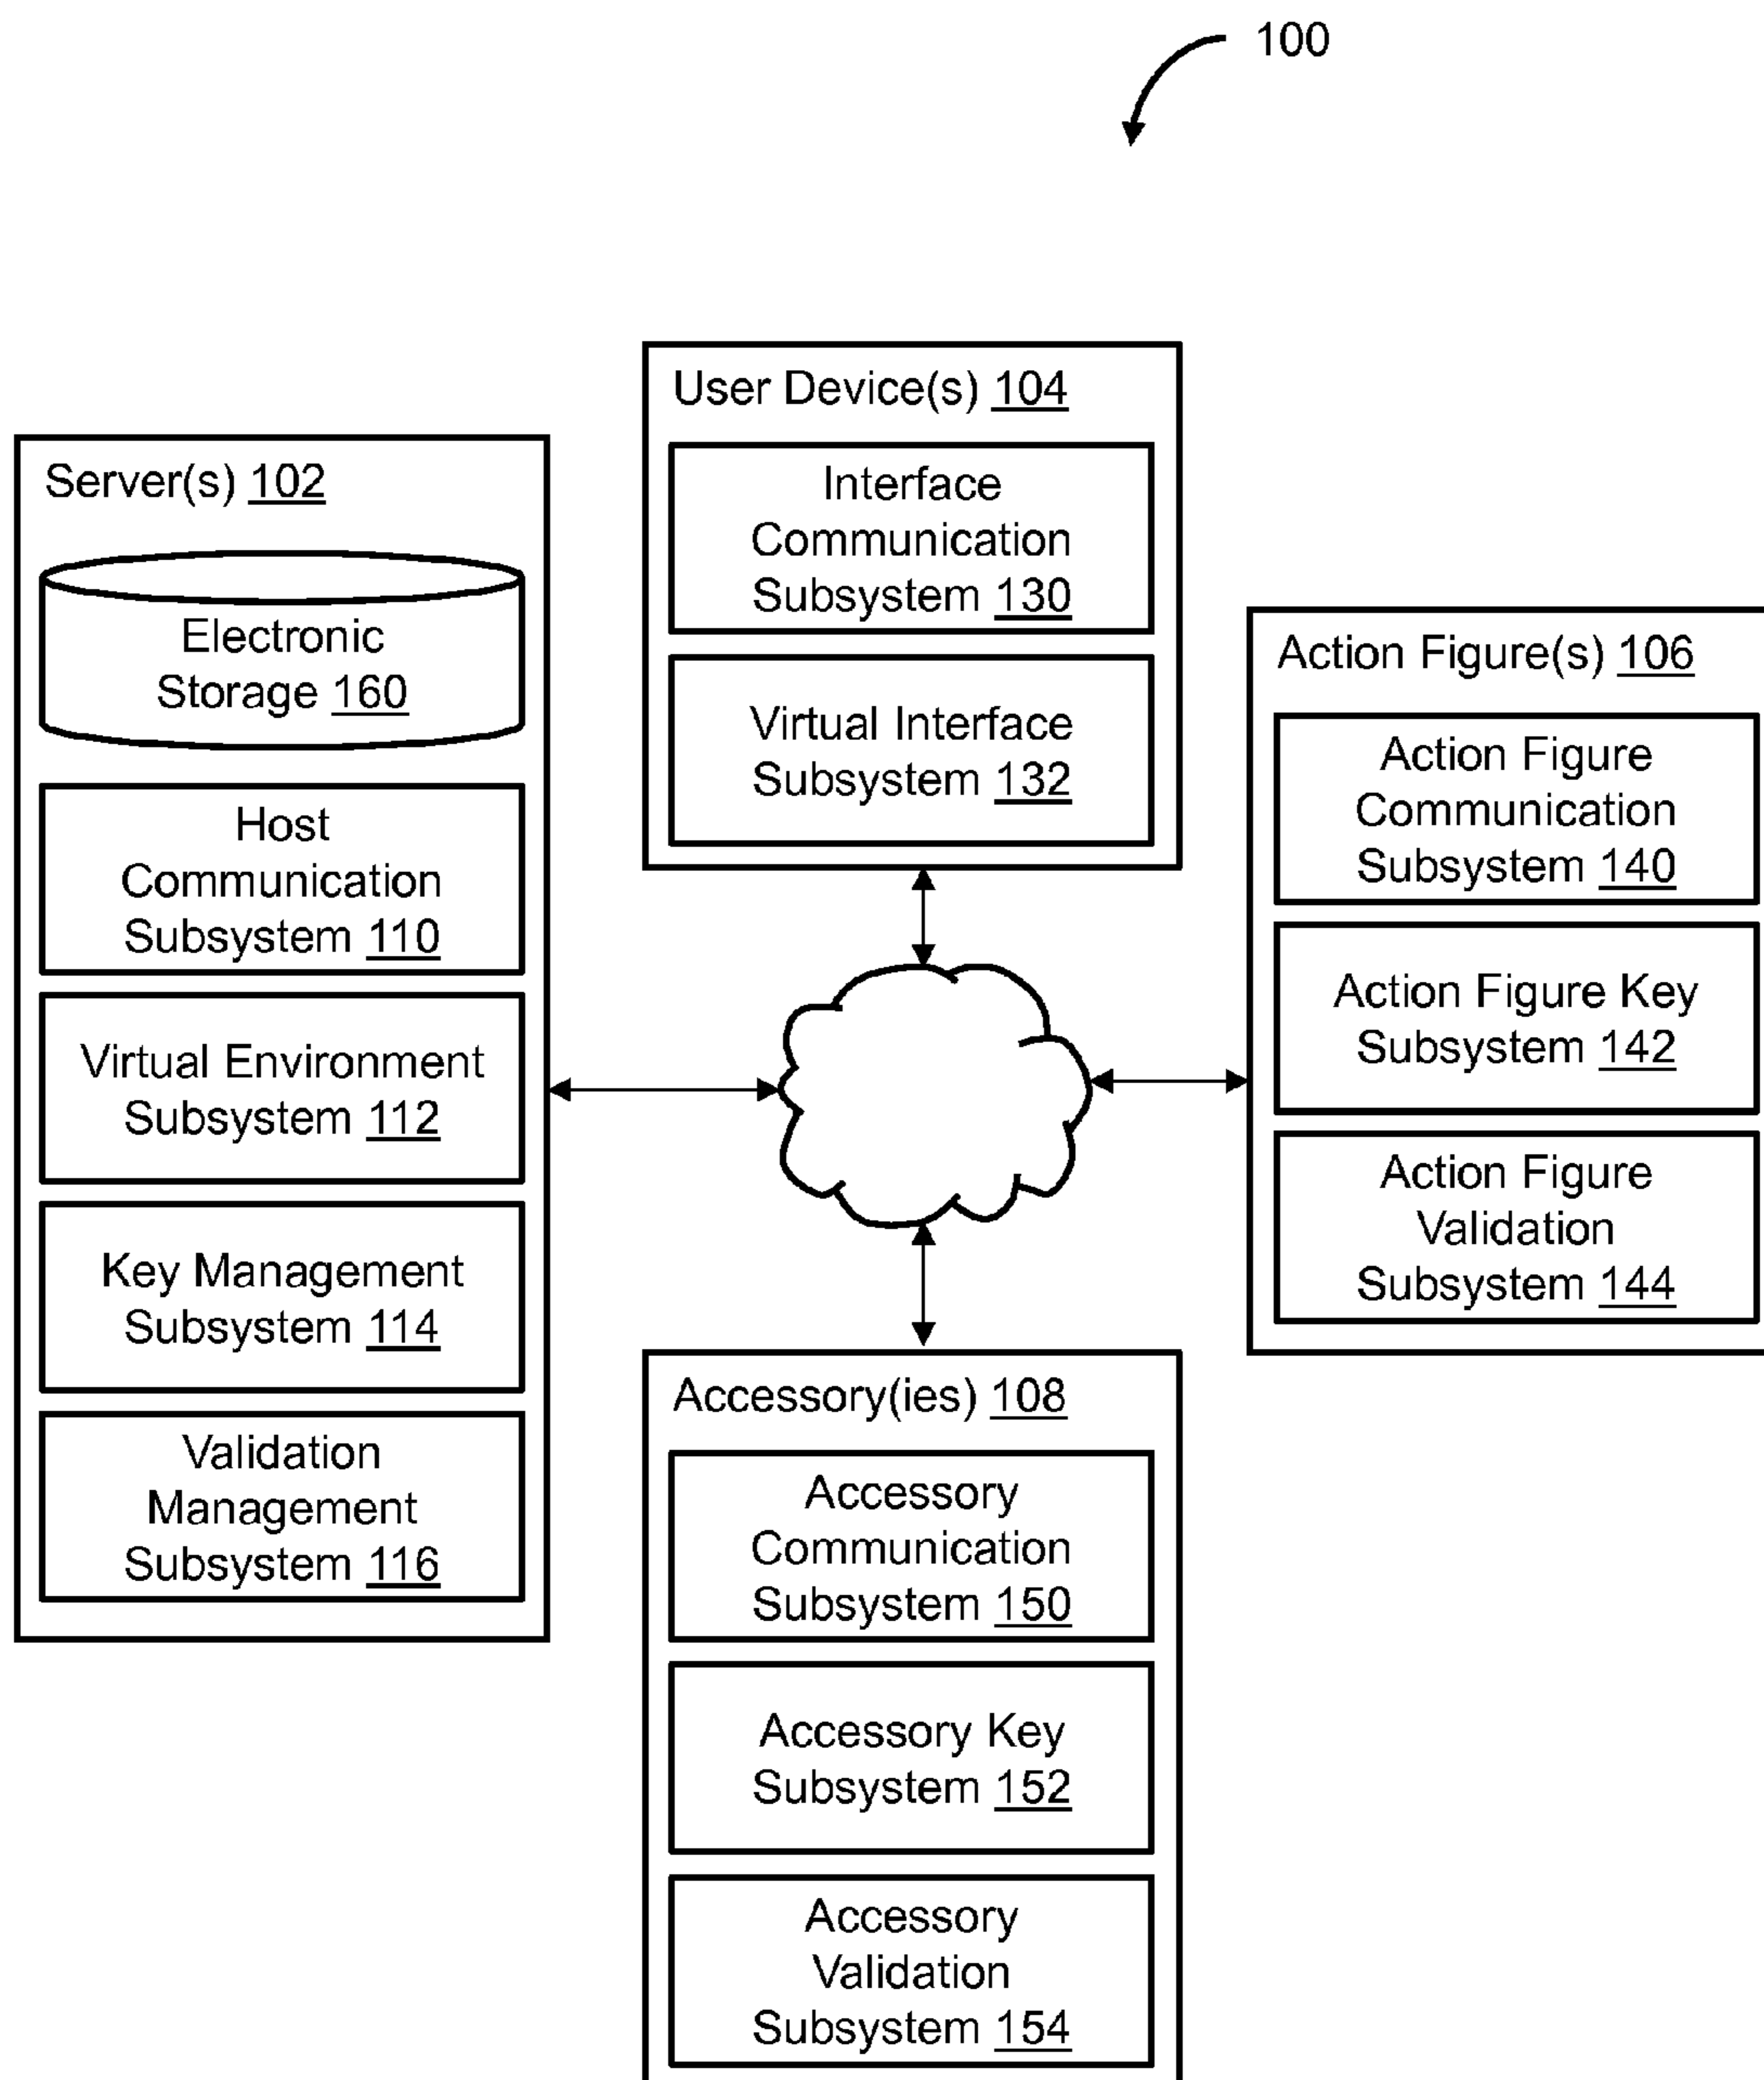 100
User Device(s) 104
Interface
Communication
Subsystem 130
Virtual Interface
Subsystem 132
Server(s) 102
Electronic
Storage 160
Host
Communication
Subsystem 110
Virtual Environment
Subsystem 112
Key Management
Subsystem 114
Validation
Management
Subsystem 116
Action Figure(s) 106
Action Figure
Communication
Subsystem 140
Action Figure Key
Subsystem 142
Action Figure
Validation
Subsystem 144
Accessory(ies) 108
Accessory
Communication
Subsystem 150
Accessory Key
Subsystem 152
Accessory
Validation
Subsystem 154